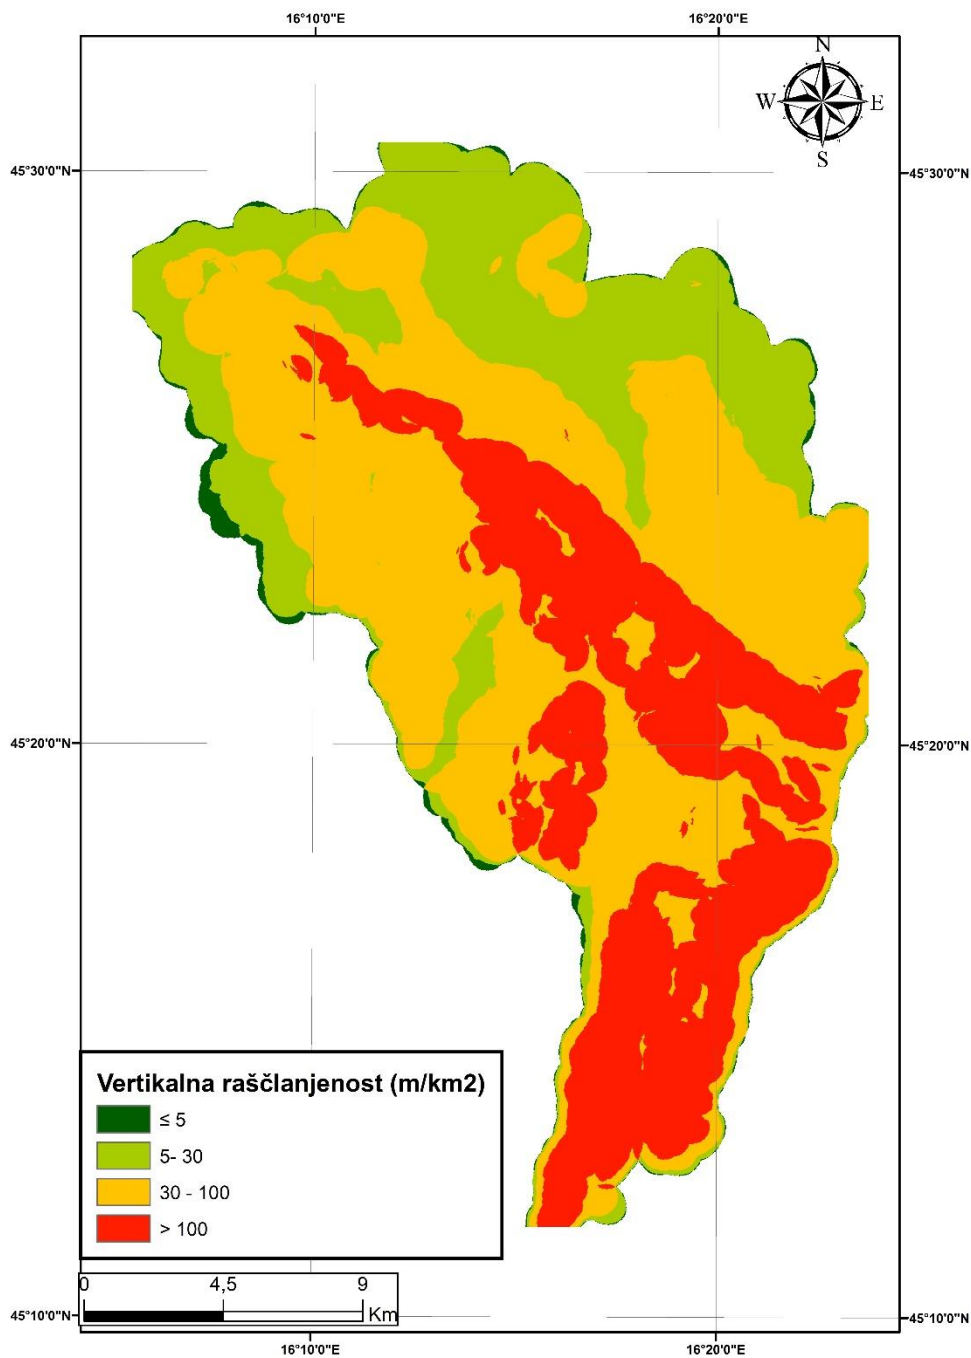 16°10'0"E
16°20'0"E
N
W
E
S
45°30'0"N
45°30'0"N
45°20'0"N
45°20'0"N
Vertikalna raščlanjenost (m/km2)
≤ 5
5- 30
30 - 100
> 100
0
4,5
9
Km
45°10'0"N
45°10'0"N
16°10'0"E
16°20'0"E